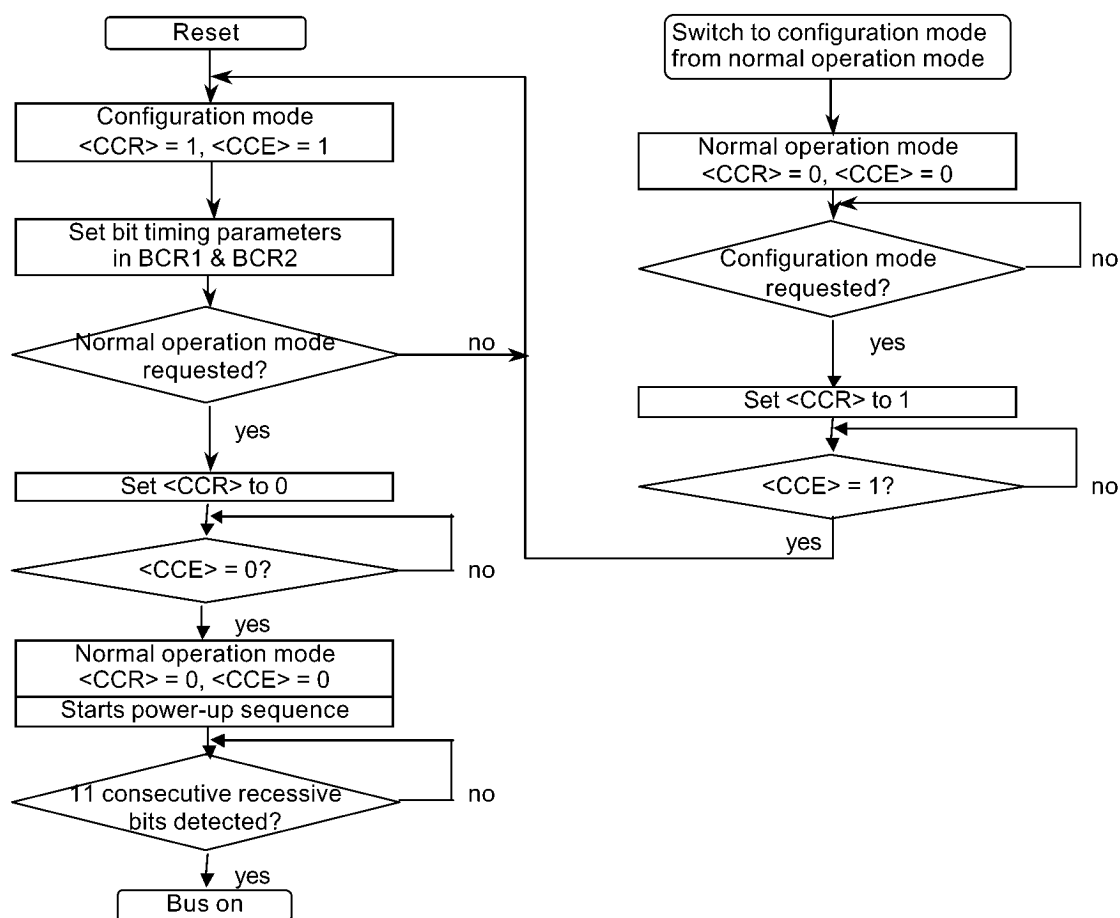 Reset
Configuration mode
<CCR> = 1, <CCE> = 1
Set bit timing parameters
in BCR1 & BCR2
Normal operation mode
requested?
no
yes
Set <CCR> to 0
<CCE> = 0?
no
yes
Normal operation mode
<CCR> = 0, <CCE> = 0
Starts power-up sequence
11 consecutive recessive
bits detected?
no
yes
Bus on
Switch to configuration mode
from normal operation mode
Normal operation mode
<CCR> = 0, <CCE> = 0
Configuration mode
requested?
no
yes
Set <CCR> to 1
<CCE> = 1?
no
yes